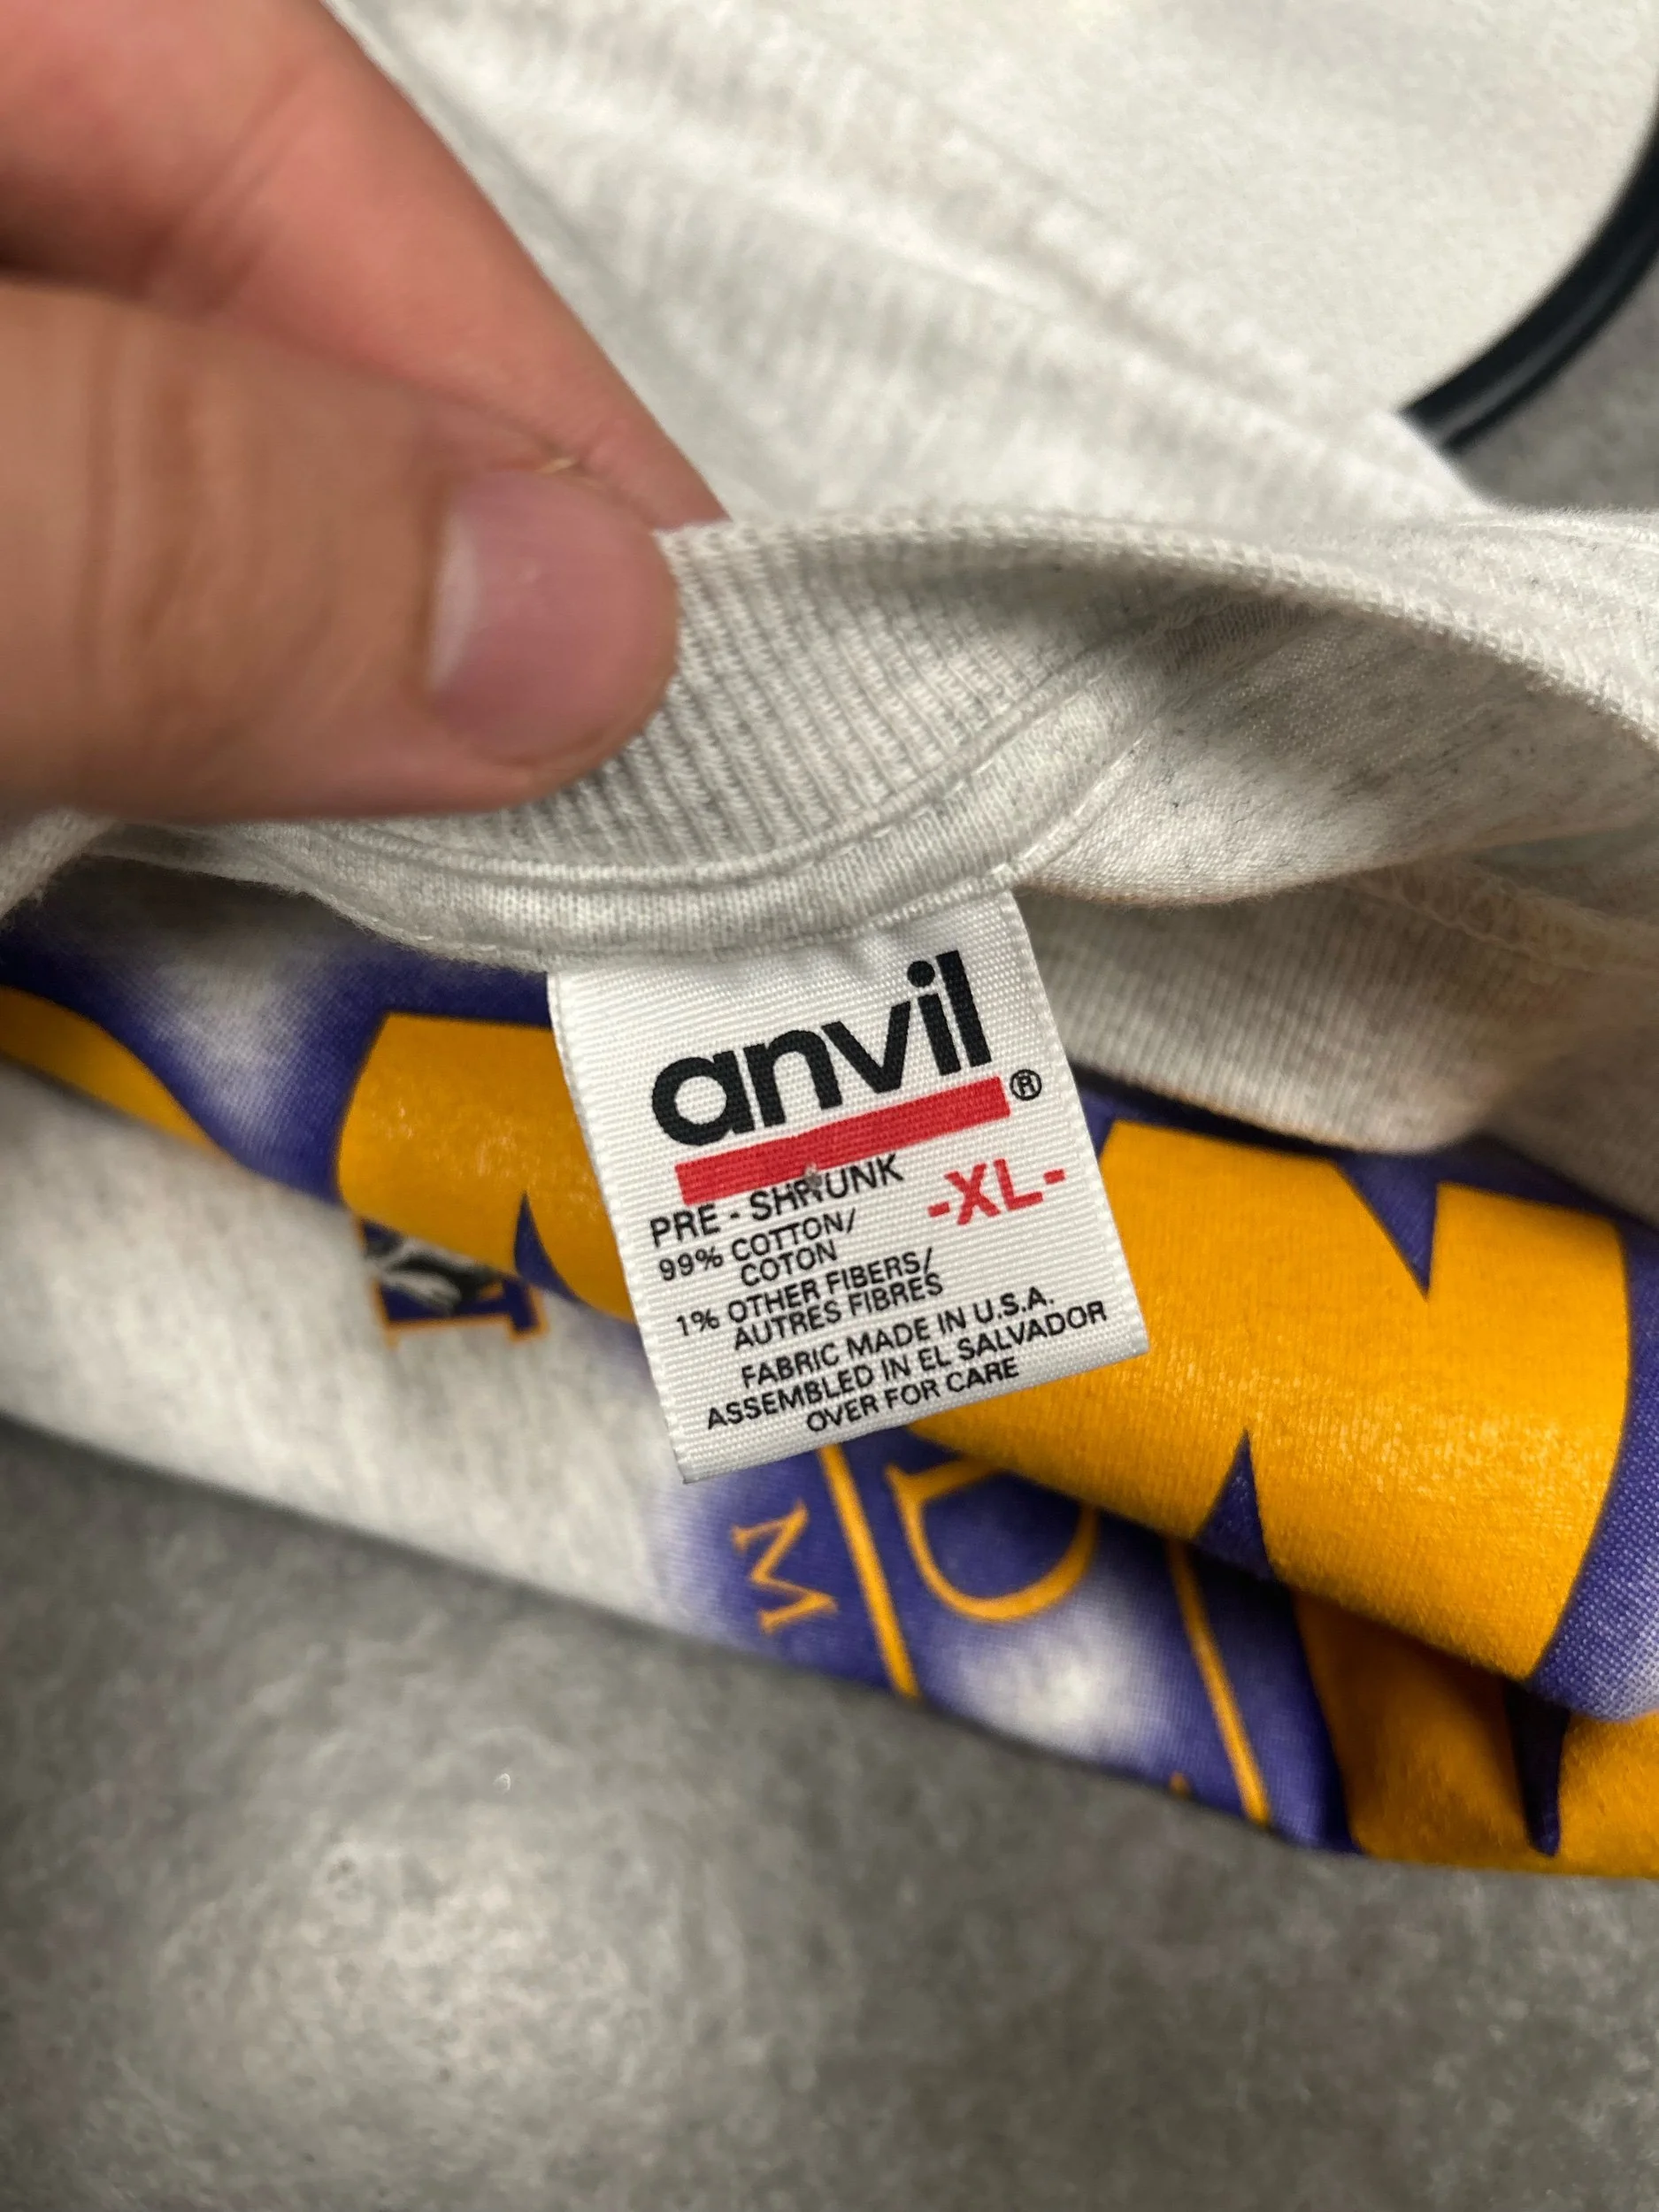 anvil®
PRE - SHRUNK -XL-
99% COTTON/
COTON
1% OTHER FIBERS/
AUTRES FIBRES
FABRIC MADE IN U.S.A.
ASSEMBLED IN EL SALVADOR
OVER FOR CARE
M
D